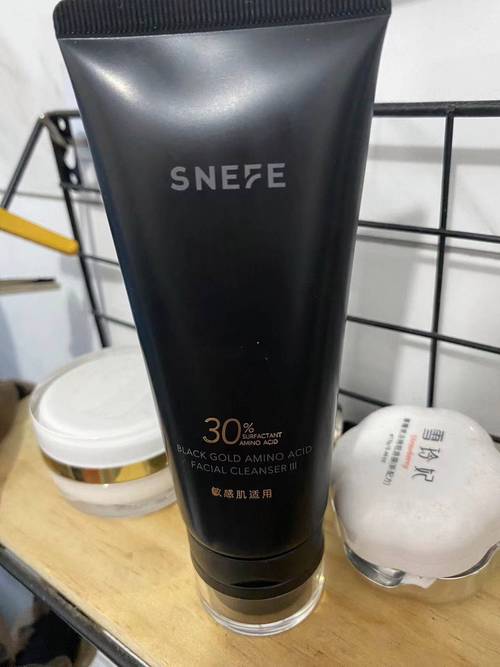 SNEFE
30%
SURFACTANT
AMINO ACID
BLACK GOLD AMINO ACID
FACIAL CLEANSER III
敏感肌适用
雪玲妃